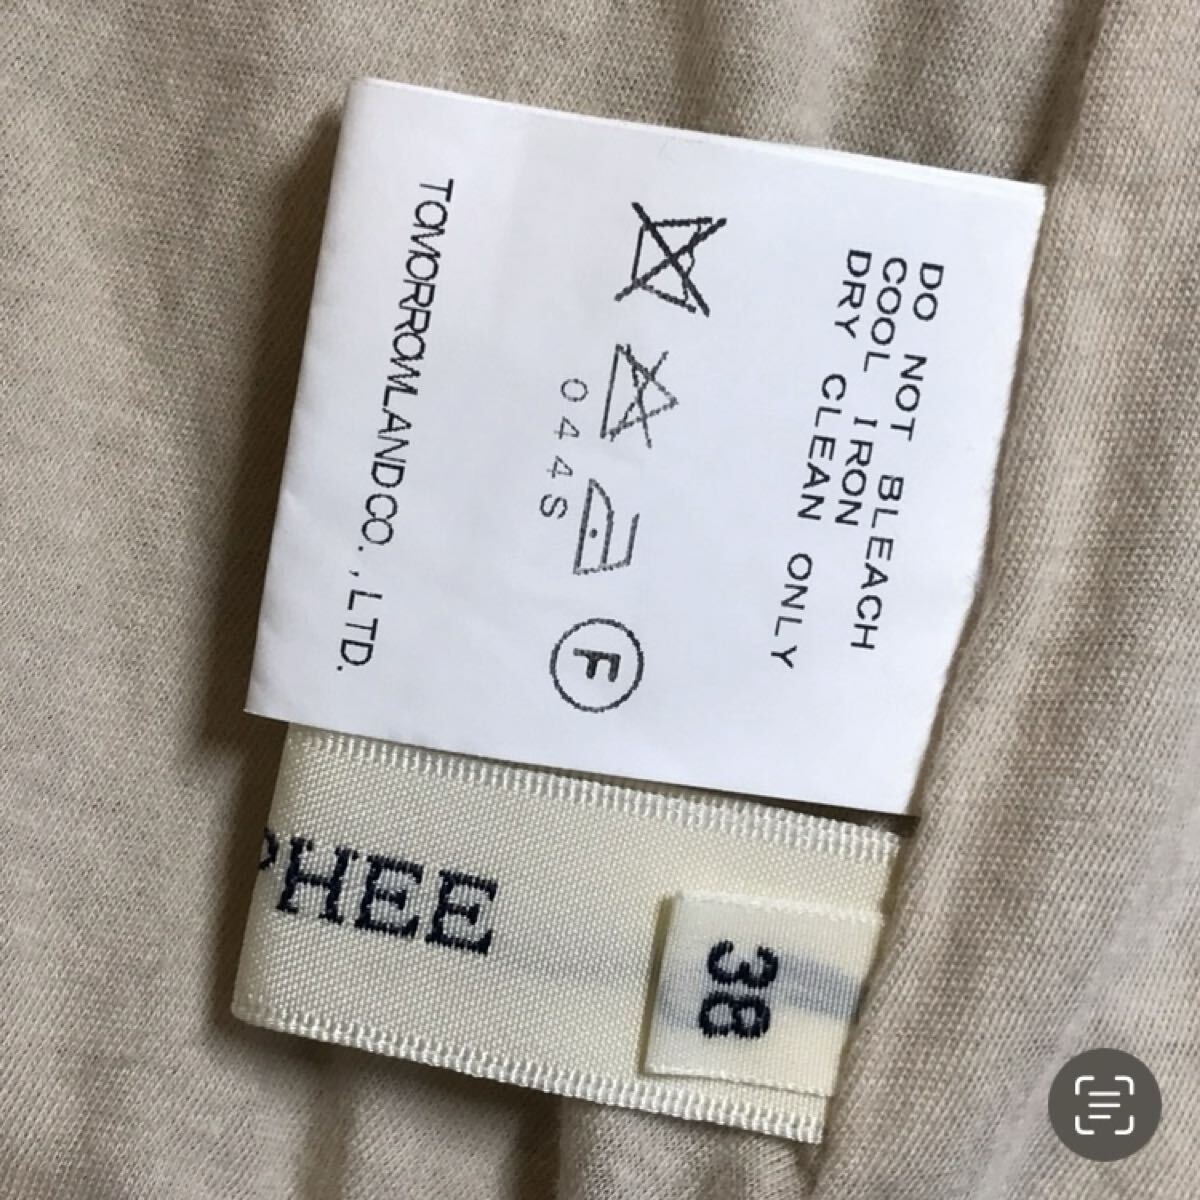 DO NOT BLEACH
COOL IRON
DRY CLEAN ONLY
044S
F
TOMORROWLAND CO., LTD.
PHEE
38